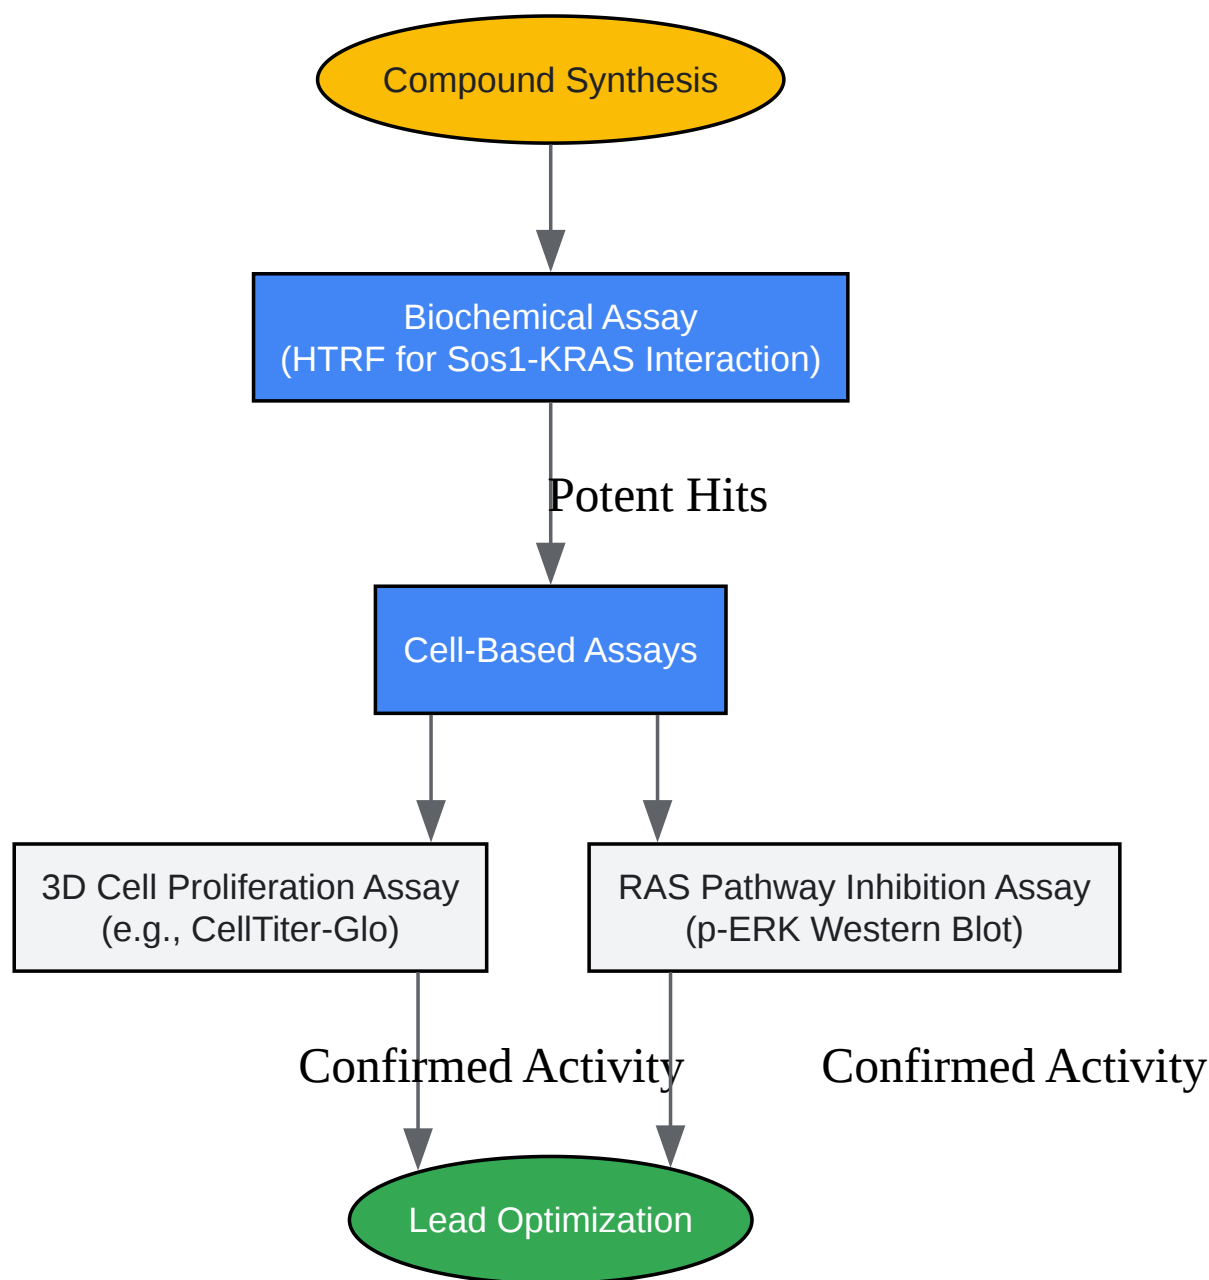 Compound Synthesis
Biochemical Assay
(HTRF for Sos1-KRAS Interaction)
Potent Hits
Cell-Based Assays
3D Cell Proliferation Assay
(e.g., CellTiter-Glo)
RAS Pathway Inhibition Assay
(p-ERK Western Blot)
Confirmed Activity
Confirmed Activity
Lead Optimization